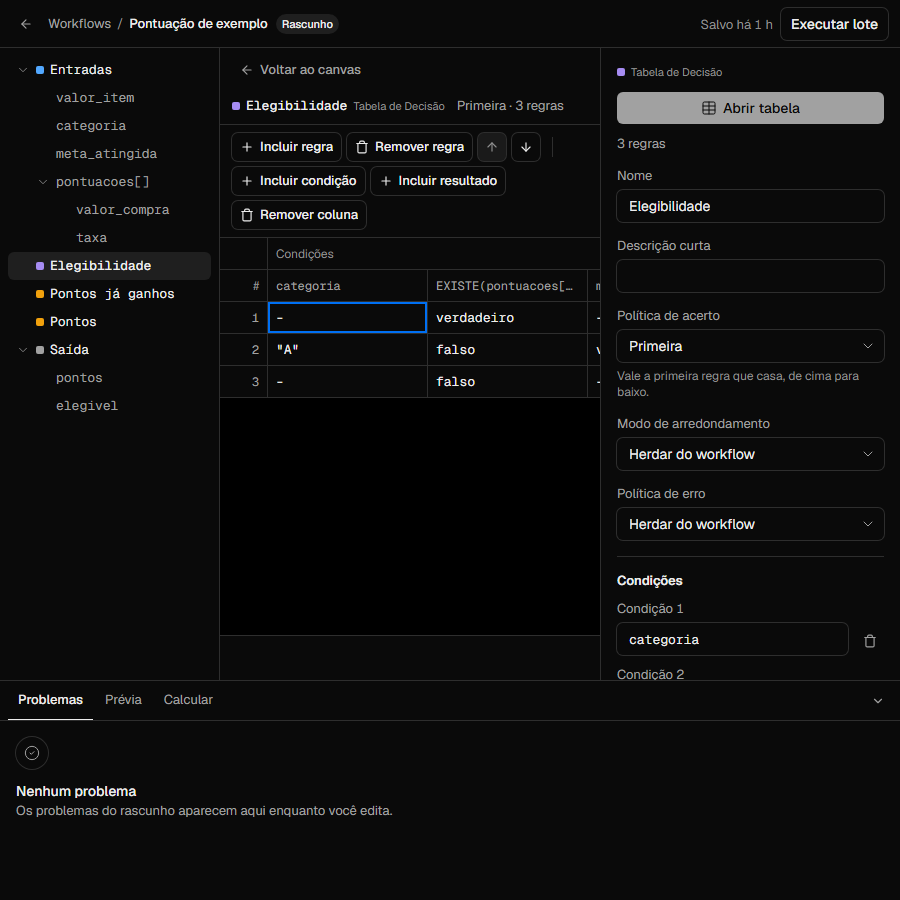 Workflows / Pontuação de exemplo Rascunho Salvo há 1 h Executar lote
Entradas
valor_item
categoria
meta_atingida
pontuacoes[]
valor_compra
taxa
Elegibilidade
Pontos já ganhos
Pontos
Saída
pontos
elegivel
Voltar ao canvas
Elegibilidade Tabela de Decisão Primeira · 3 regras
Incluir regra Remover regra
Incluir condição Incluir resultado
Remover coluna
Condições
# categoria EXISTE(pontuacoes[…
1 – verdadeiro
2 "A" falso
3 – falso
Tabela de Decisão
Abrir tabela
3 regras
Nome
Elegibilidade
Descrição curta
Política de acerto
Primeira
Vale a primeira regra que casa, de cima para
baixo.
Modo de arredondamento
Herdar do workflow
Política de erro
Herdar do workflow
Condições
Condição 1
categoria
Condição 2
Problemas Prévia Calcular
Nenhum problema
Os problemas do rascunho aparecem aqui enquanto você edita.